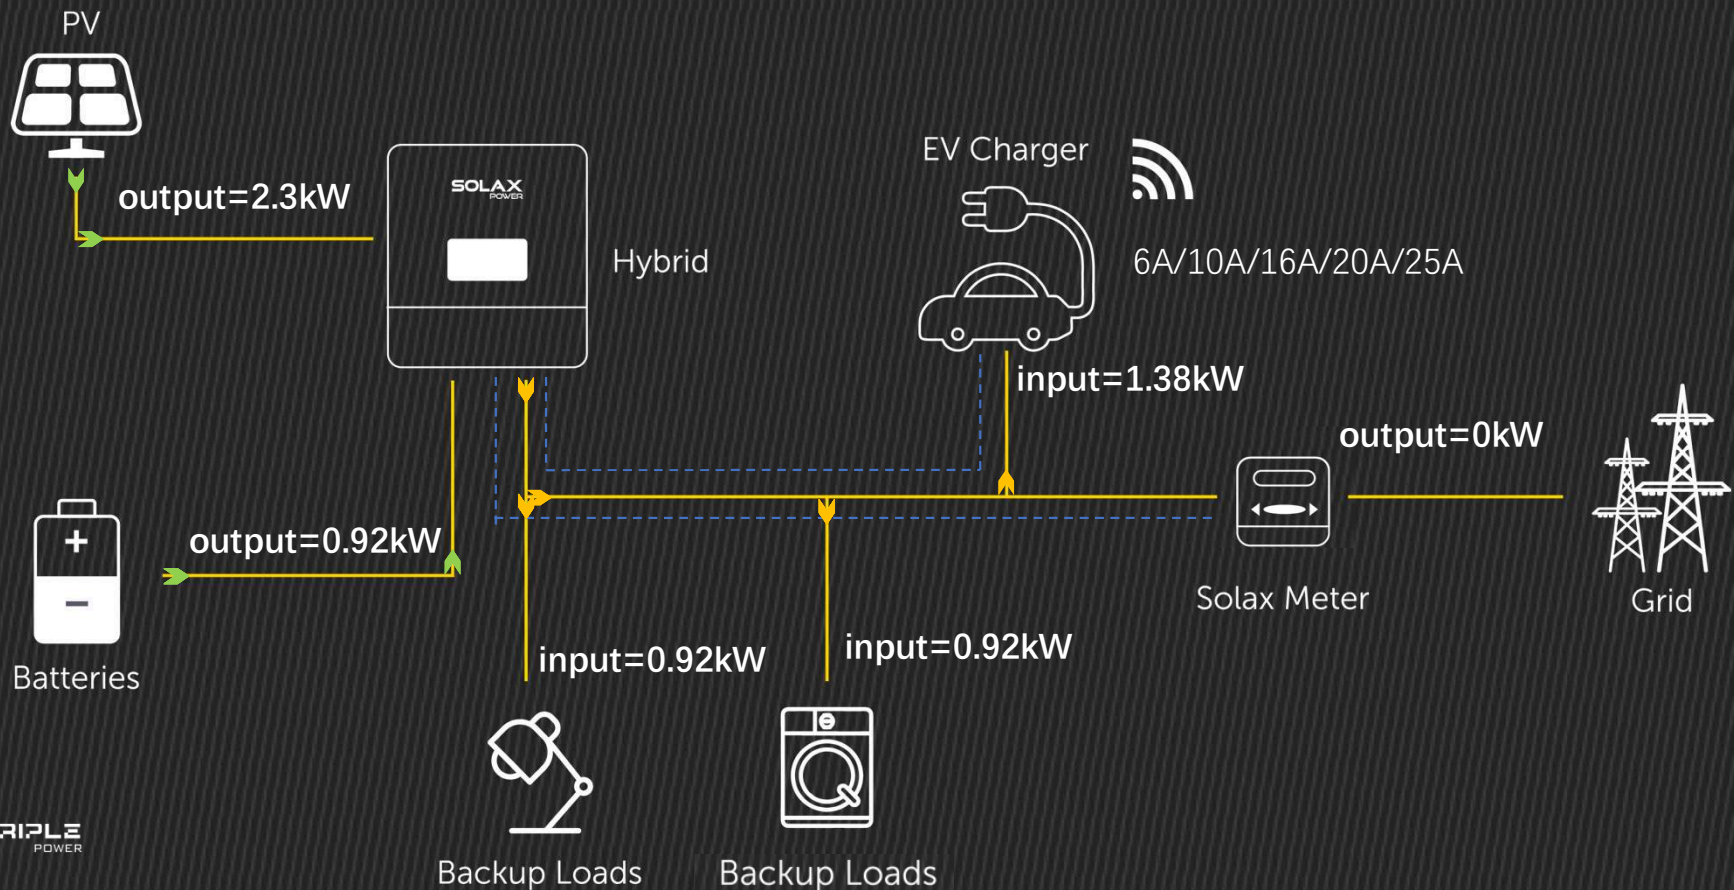 PV
output=2.3kW
SOLAX
POWER
Hybrid
EV Charger
6A/10A/16A/20A/25A
input=1.38kW
output=0kW
output=0.92kW
+
−
Batteries
Solax Meter
Grid
input=0.92kW
input=0.92kW
Backup Loads
Backup Loads
RIPLE
POWER